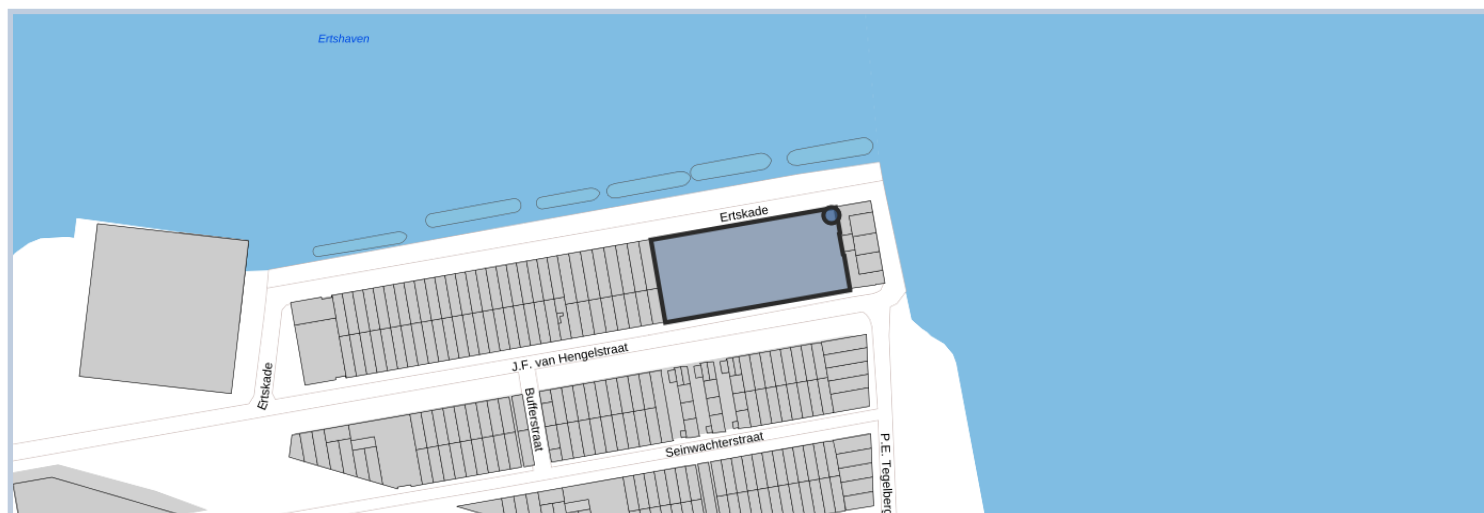 Ertshaven
Ertskade
J.F. van Hengelstraat
Ertskade
Bufferstraat
Seinwachterstraat
P.E. Tegelberg